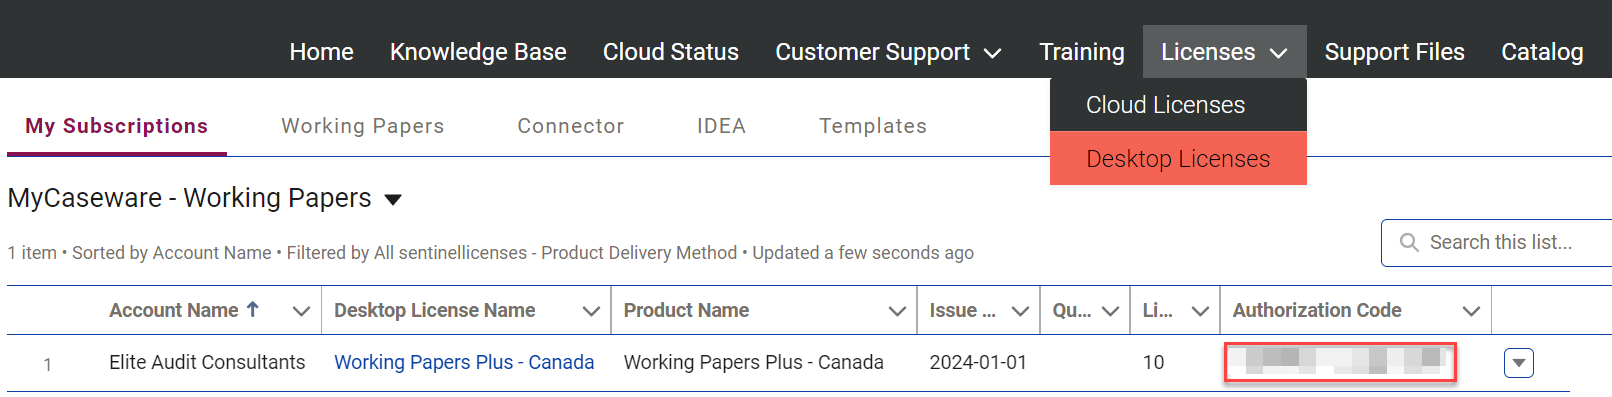 Home Knowledge Base Cloud Status Customer Support Training Licenses Support Files Catalog
Cloud Licenses
Desktop Licenses
My Subscriptions Working Papers Connector IDEA Templates
MyCaseware - Working Papers
1 item • Sorted by Account Name • Filtered by All sentinellicenses - Product Delivery Method • Updated a few seconds ago
Search this list...
Account Name Desktop License Name Product Name Issue ... Qu... Li... Authorization Code
1 Elite Audit Consultants Working Papers Plus - Canada Working Papers Plus - Canada 2024-01-01 10